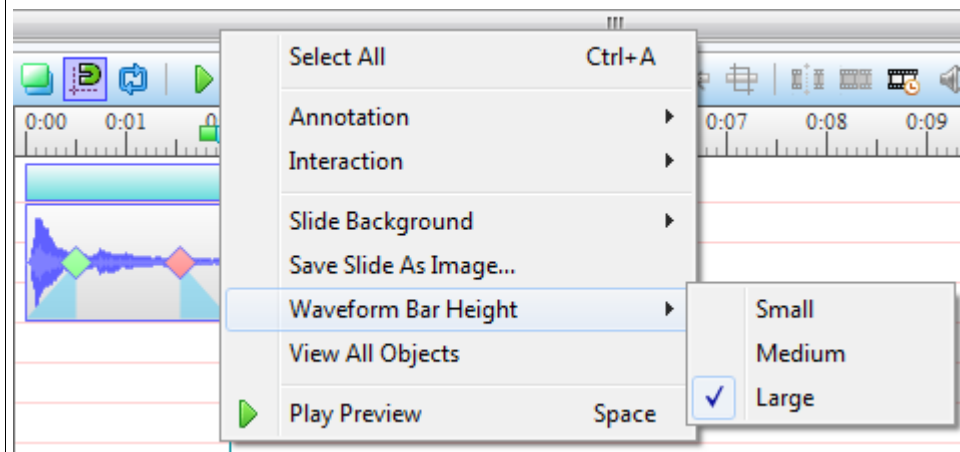 Select All Ctrl+A
0:00 0:01 0:07 0:08 0:09
Annotation
Interaction
Slide Background
Save Slide As Image...
Waveform Bar Height
Small
View All Objects
Medium
Large
Play Preview Space